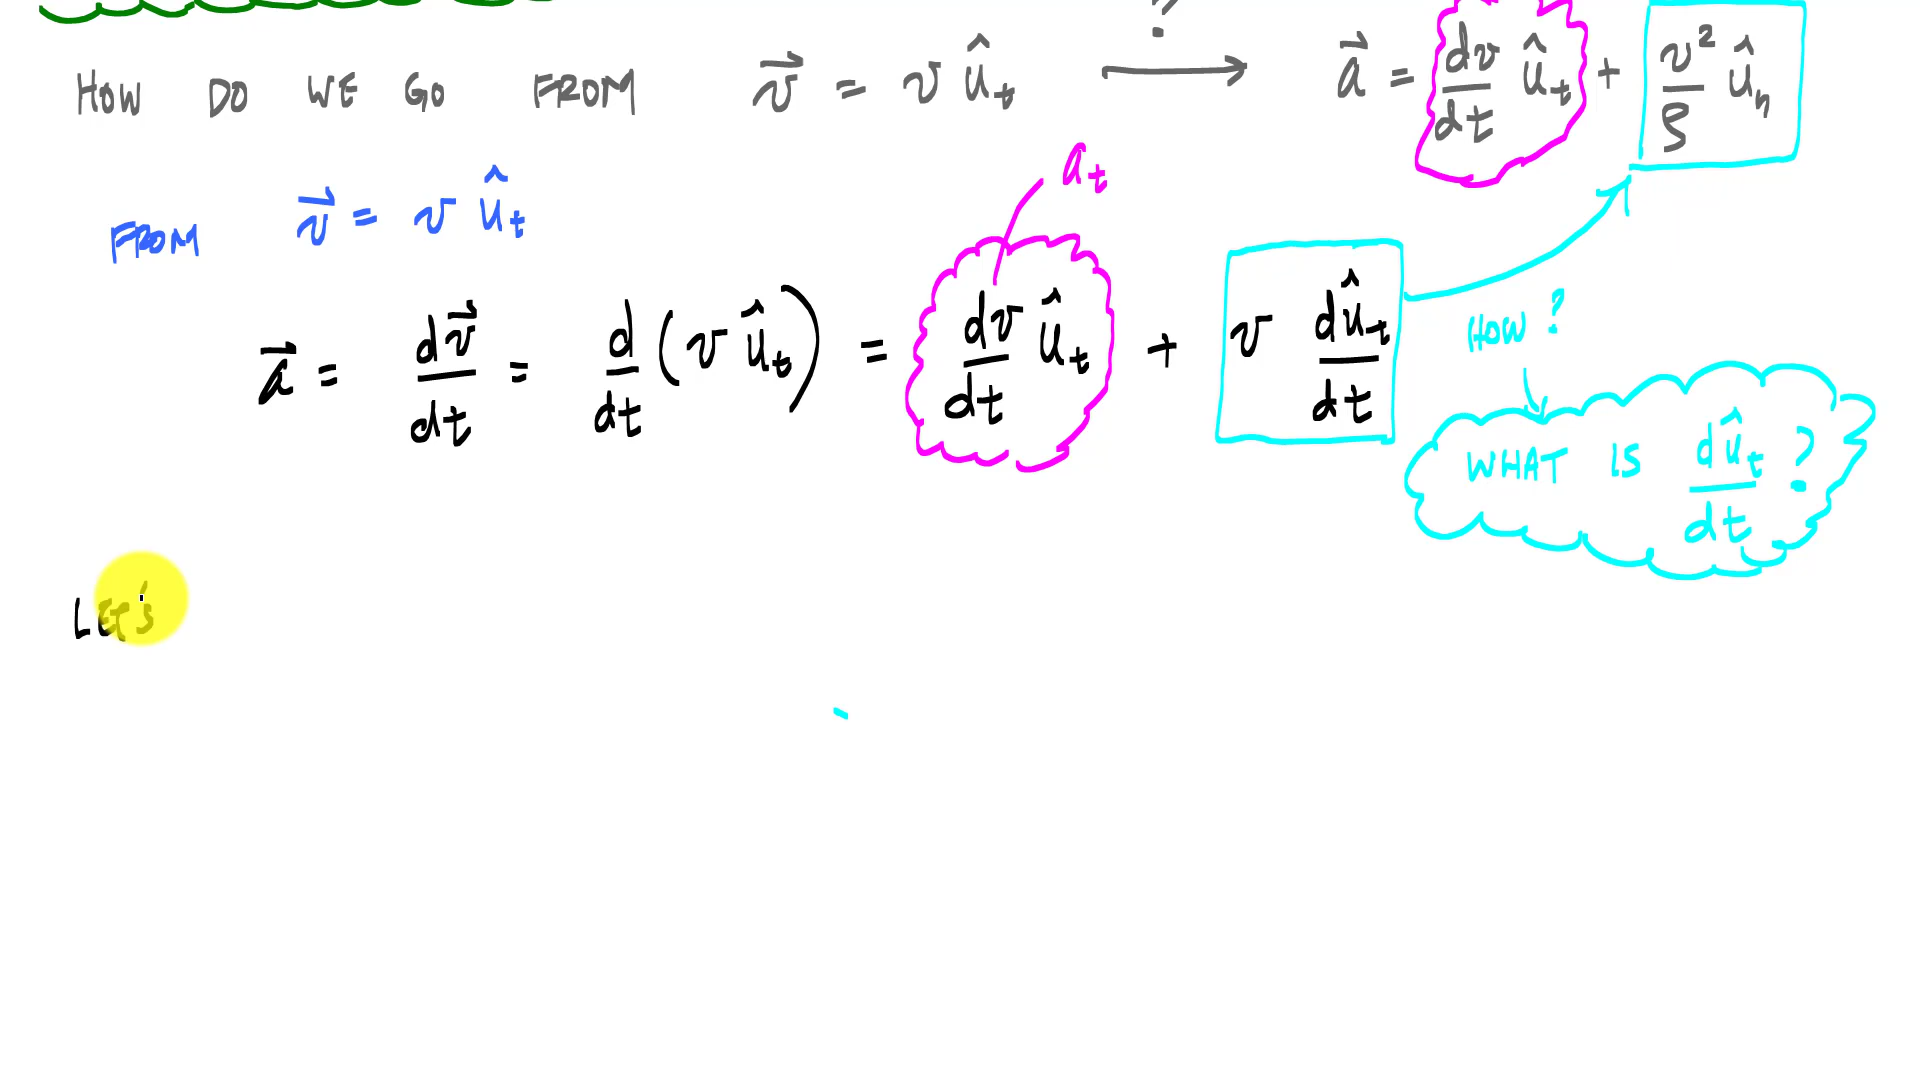 HOW DO WE GO FROM v⃗ = v û_t ⟶ ? a⃗ = dv/dt û_t + v²/ρ û_n
a_t
FROM v⃗ = v û_t
a⃗ = dv⃗/dt = d/dt (v û_t) = dv/dt û_t + v dû_t/dt
HOW ?
WHAT IS dû_t/dt ?
LET'S